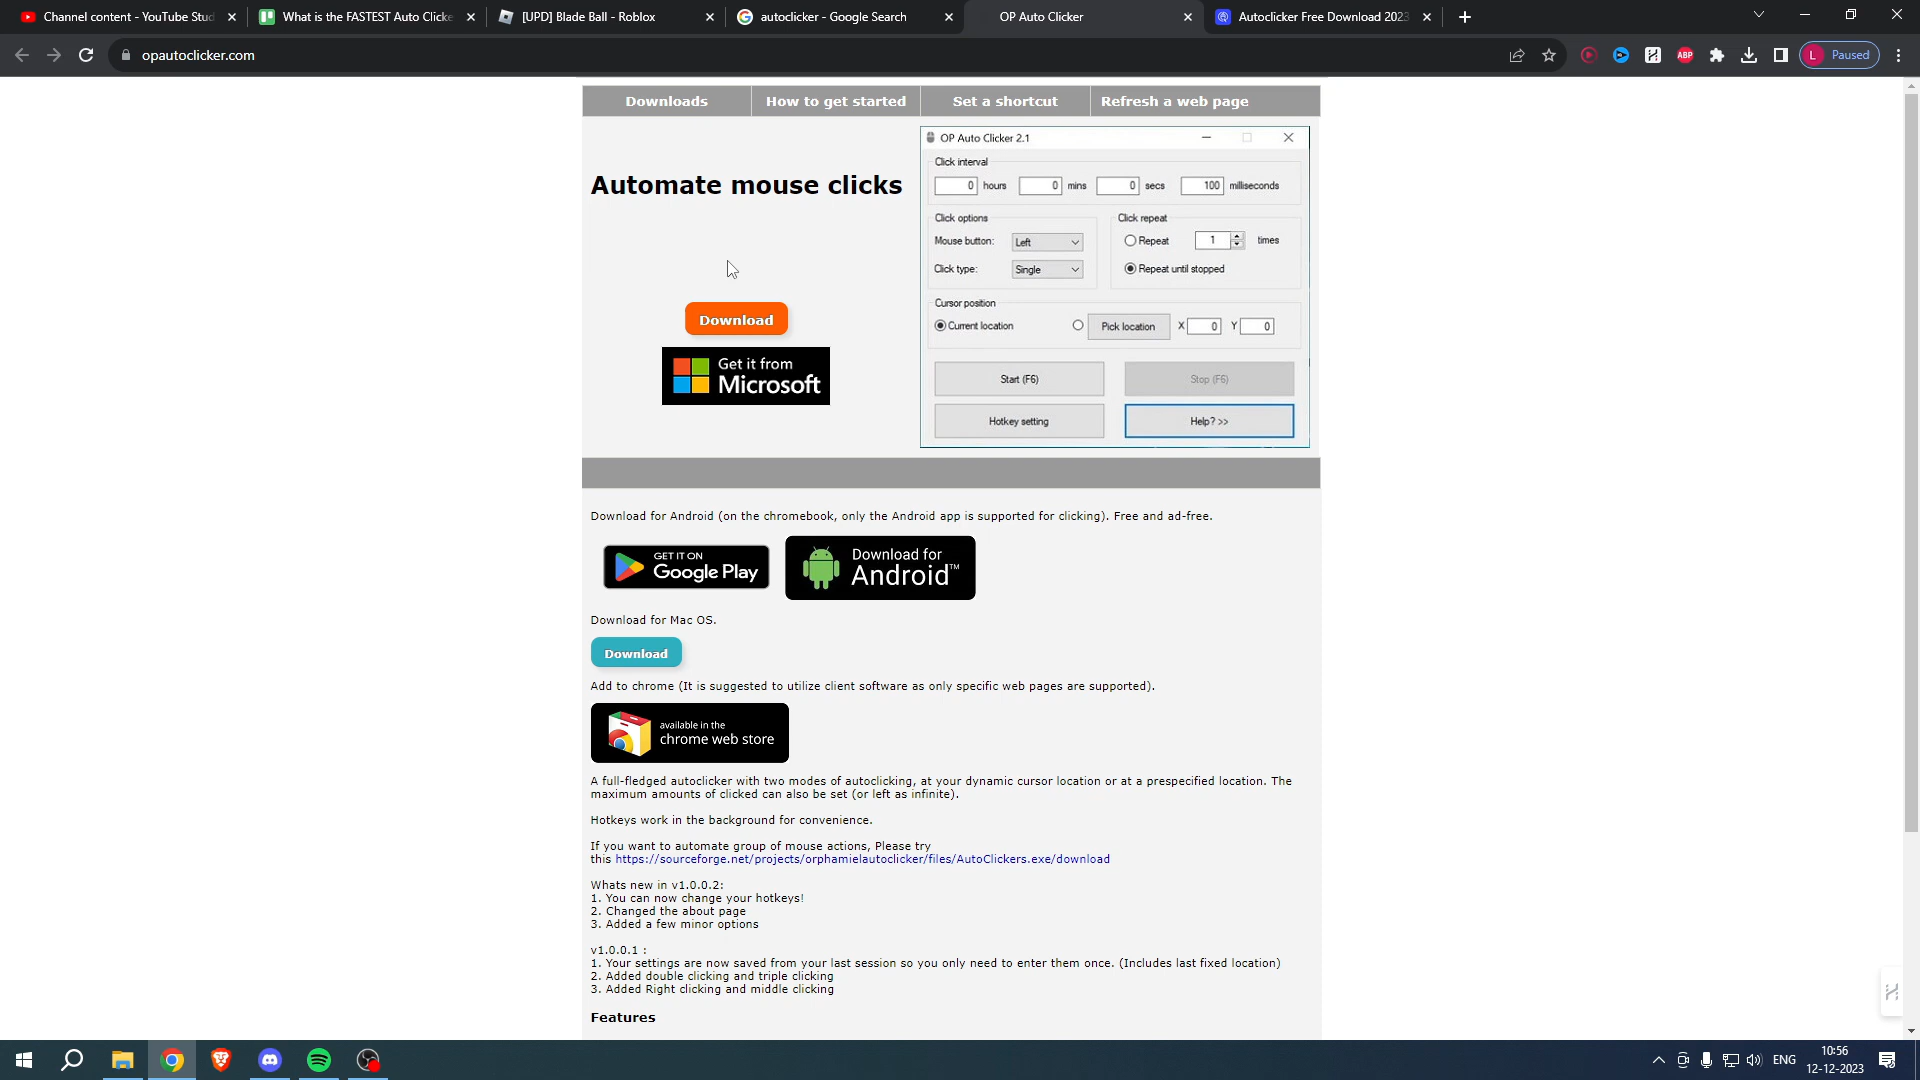 Channel content - YouTube Stud
What is the FASTEST Auto Clicke
[UPD] Blade Ball - Roblox
autoclicker - Google Search
OP Auto Clicker
Autoclicker Free Download 2023
opautoclicker.com
ABP
L Paused
Downloads
How to get started
Set a shortcut
Refresh a web page
Automate mouse clicks
Download
Get it from
Microsoft
OP Auto Clicker 2.1
Click interval
0 hours 0 mins 0 secs 100 milliseconds
Click options
Mouse button: Left
Click type: Single
Click repeat
Repeat 1 times
Repeat until stopped
Cursor position
Current location Pick location X 0 Y 0
Start (F6) Stop (F6)
Hotkey setting Help? >>
Download for Android (on the chromebook, only the Android app is supported for clicking). Free and ad-free.
GET IT ON
Google Play
Download for
Android™
Download for Mac OS.
Download
Add to chrome (It is suggested to utilize client software as only specific web pages are supported).
available in the
chrome web store
A full-fledged autoclicker with two modes of autoclicking, at your dynamic cursor location or at a prespecified location. The
maximum amounts of clicked can also be set (or left as infinite).
Hotkeys work in the background for convenience.
If you want to automate group of mouse actions, Please try
this https://sourceforge.net/projects/orphamielautoclicker/files/AutoClickers.exe/download
Whats new in v1.0.0.2:
1. You can now change your hotkeys!
2. Changed the about page
3. Added a few minor options
v1.0.0.1 :
1. Your settings are now saved from your last session so you only need to enter them once. (Includes last fixed location)
2. Added double clicking and triple clicking
3. Added Right clicking and middle clicking
Features
ENG
10:56
12-12-2023